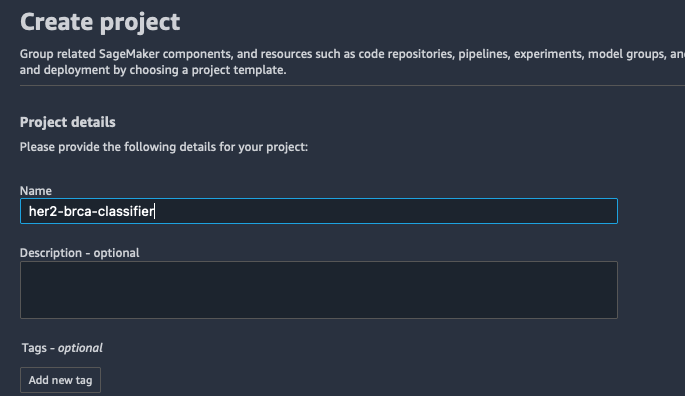 Create project
Group related SageMaker components, and resources such as code repositories, pipelines, experiments, model groups,
and deployment by choosing a project template.
Project details
Please provide the following details for your project:
Name
her2-brca-classifier
Description - optional
Tags - optional
Add new tag